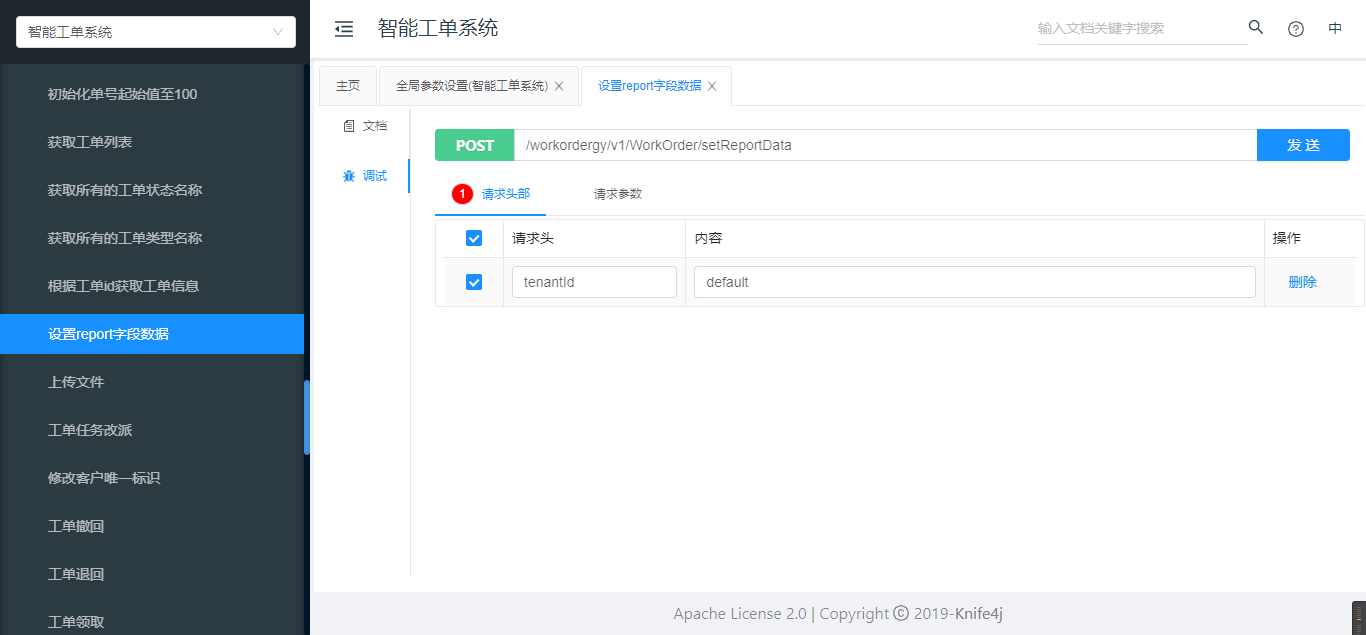 智能工单系统
初始化单号起始值至100
获取工单列表
获取所有的工单状态名称
获取所有的工单类型名称
根据工单id获取工单信息
设置report字段数据
上传文件
工单任务改派
修改客户唯一标识
工单撤回
工单退回
工单领取
智能工单系统
输入文档关键字搜索
中
主页
全局参数设置(智能工单系统)
设置report字段数据
文档
调试
POST
/workordergy/v1/WorkOrder/setReportData
发 送
1 请求头部
请求参数
请求头
内容
操作
tenantId
default
删除
Apache License 2.0 | Copyright © 2019-Knife4j